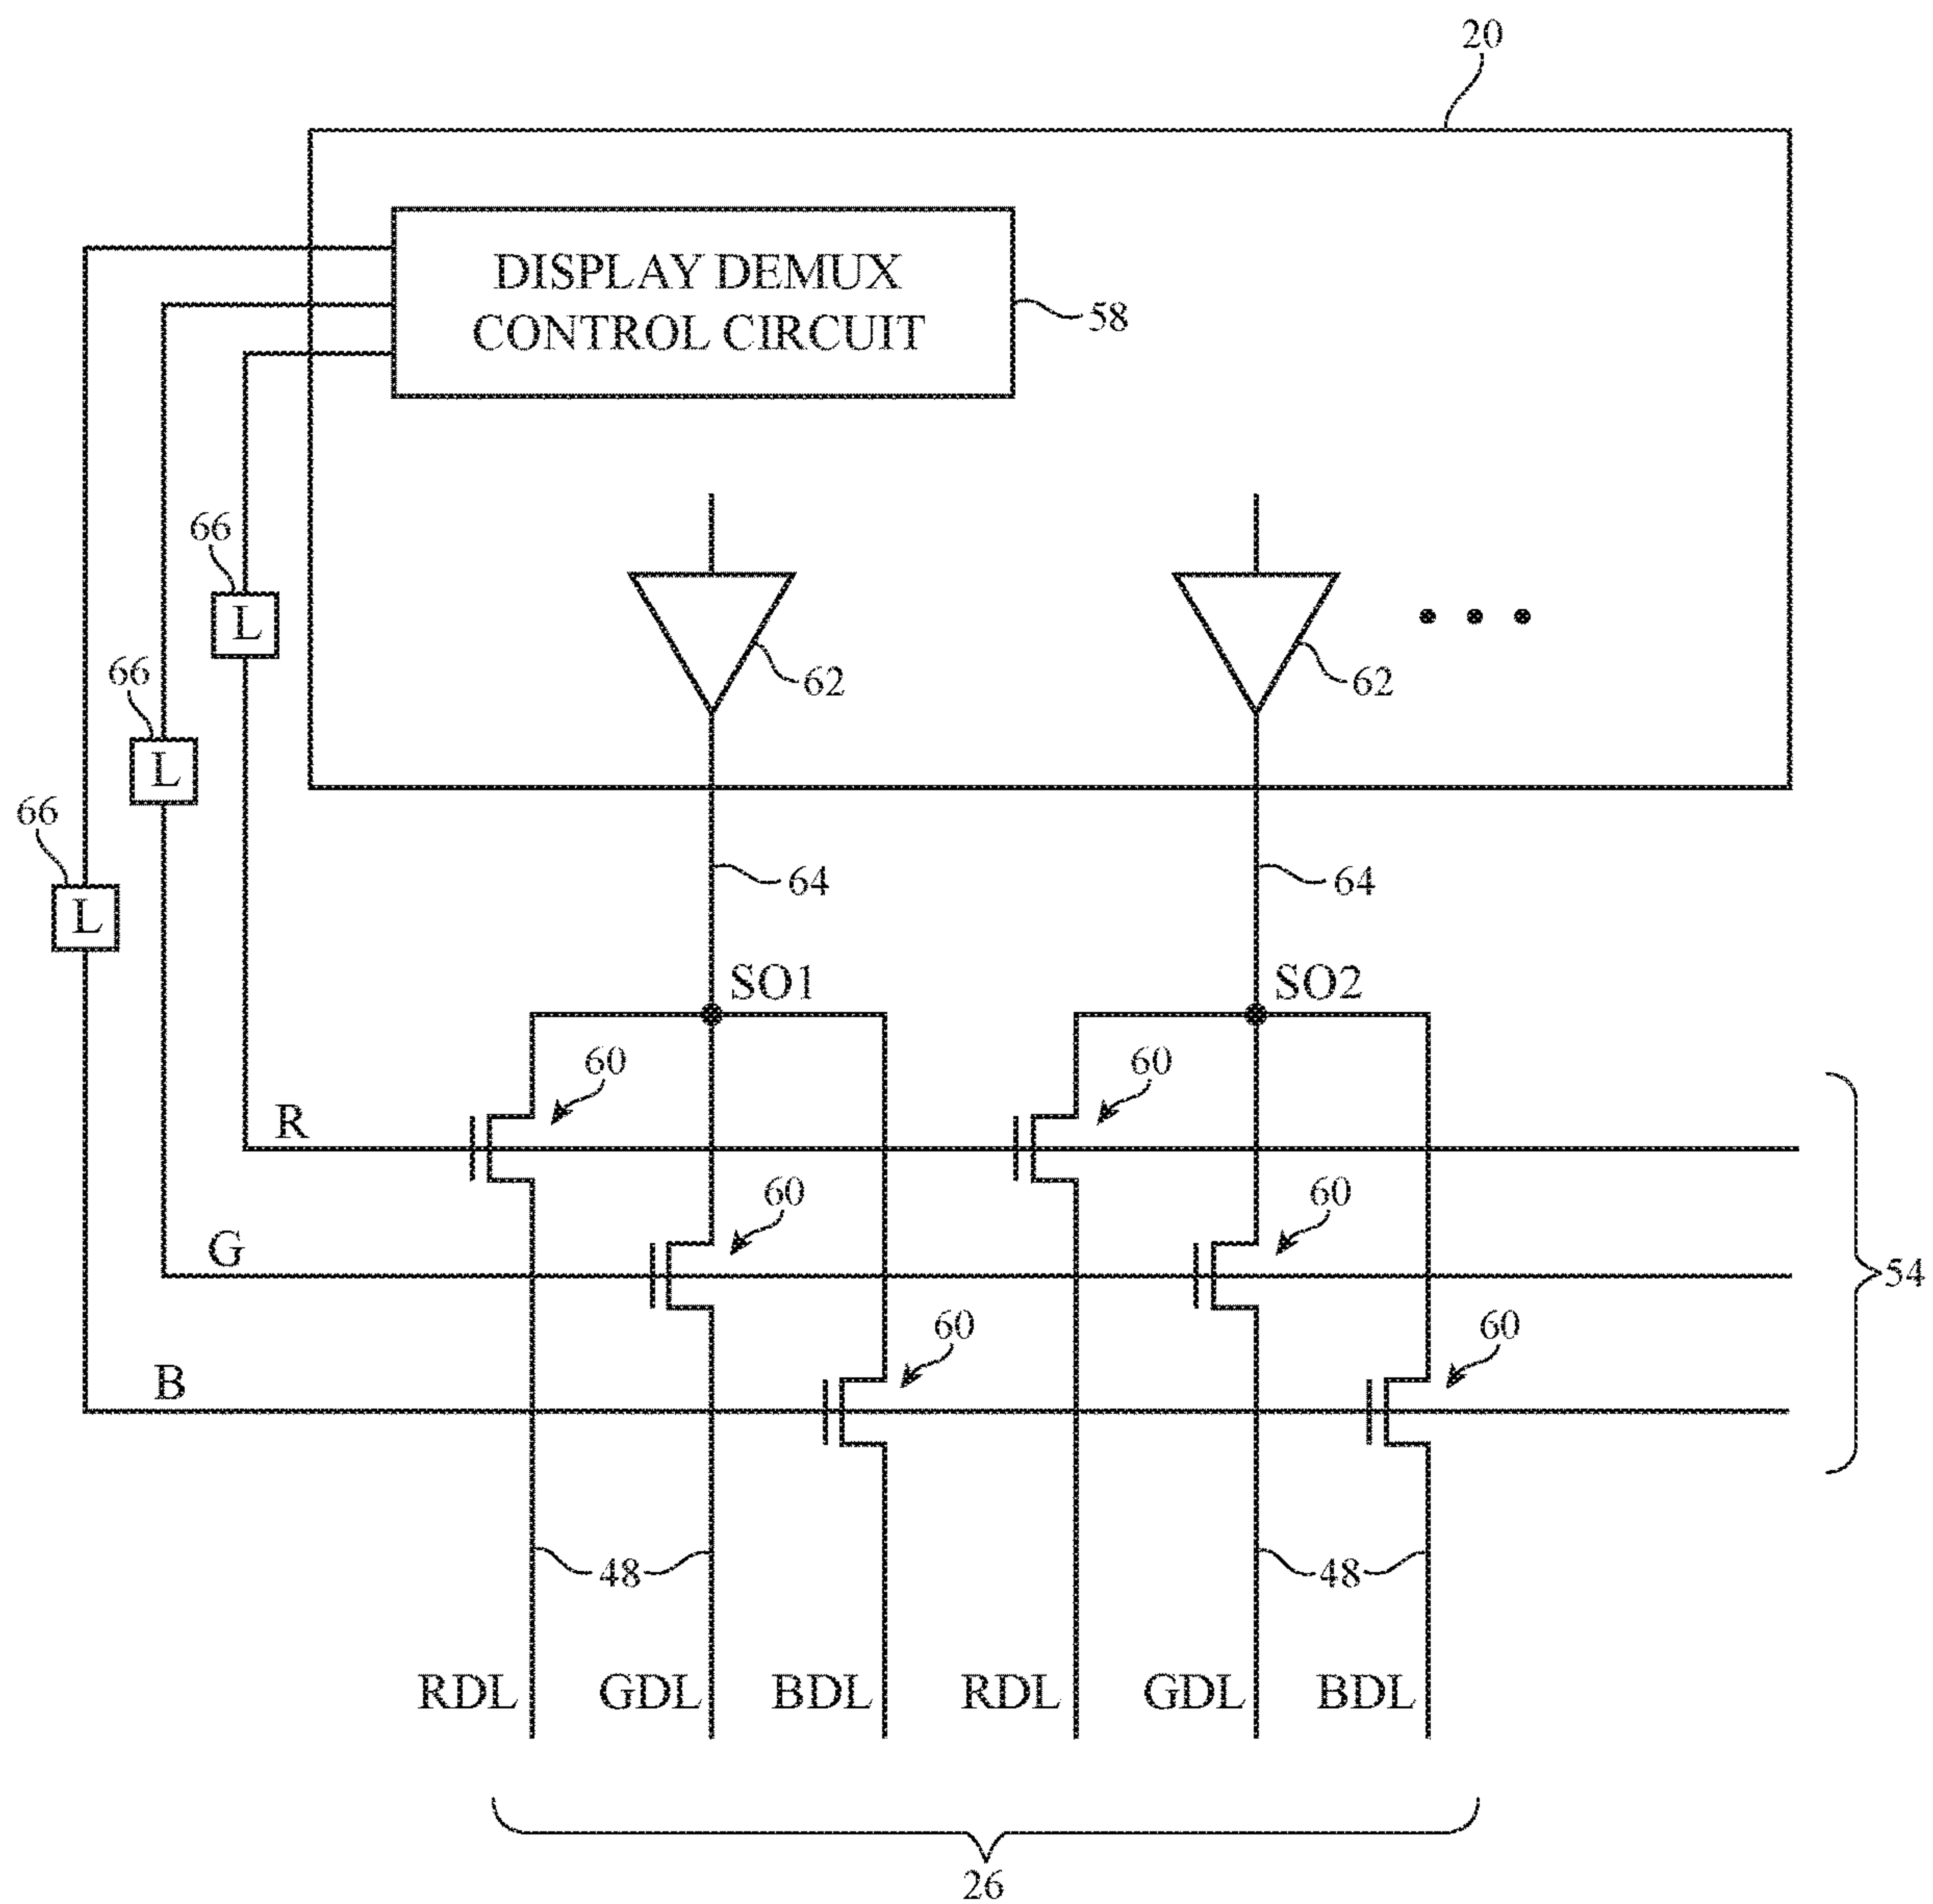 20
DISPLAY DEMUX
CONTROL CIRCUIT
58
66
L
62
62
66
L
66
L
64
64
SO1
SO2
60
60
R
60
60
G
54
60
60
B
48
48
RDL
GDL
BDL
RDL
GDL
BDL
26